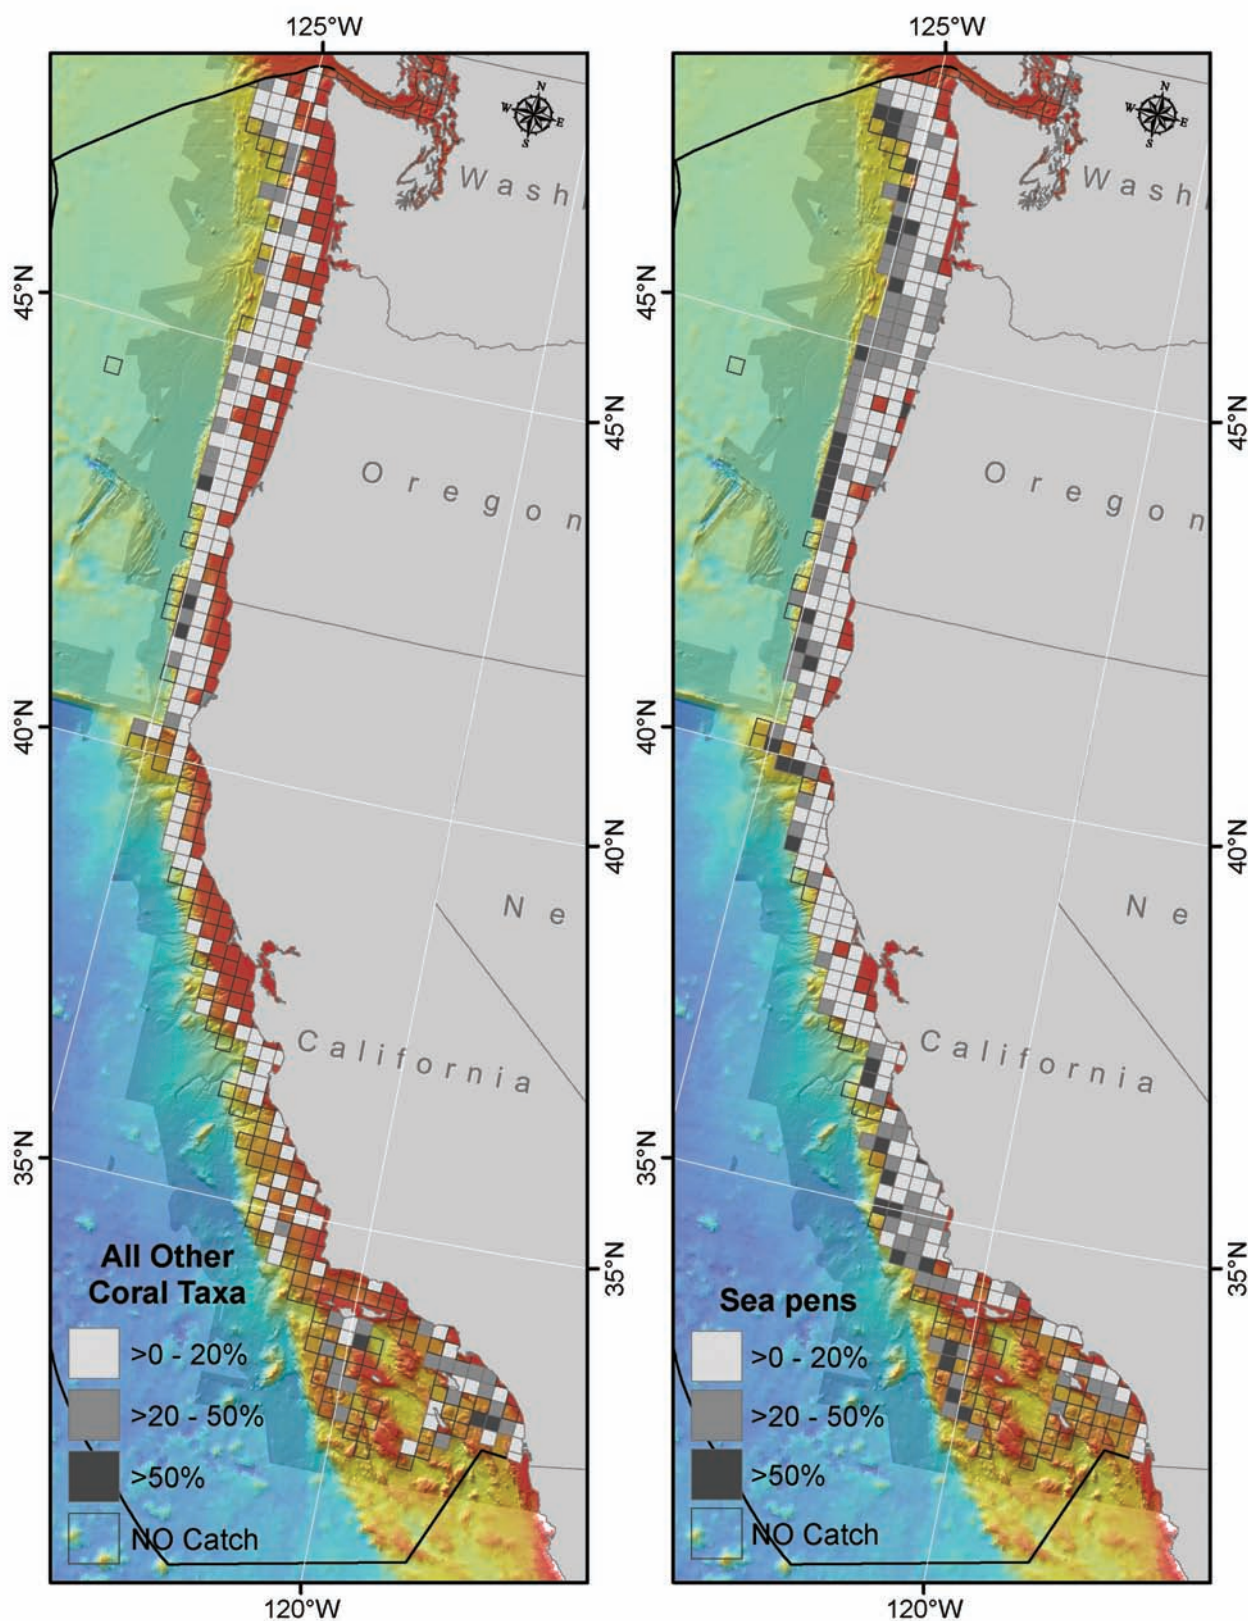 125°W
125°W
N
W
E
S
N
W
E
S
Wash
Wash
45°N
45°N
45°N
45°N
Oregon
Oregon
40°N
40°N
40°N
40°N
Ne
Ne
California
California
35°N
35°N
35°N
35°N
All Other
Coral Taxa
>0 - 20%
>20 - 50%
>50%
NO Catch
Sea pens
>0 - 20%
>20 - 50%
>50%
NO Catch
120°W
120°W